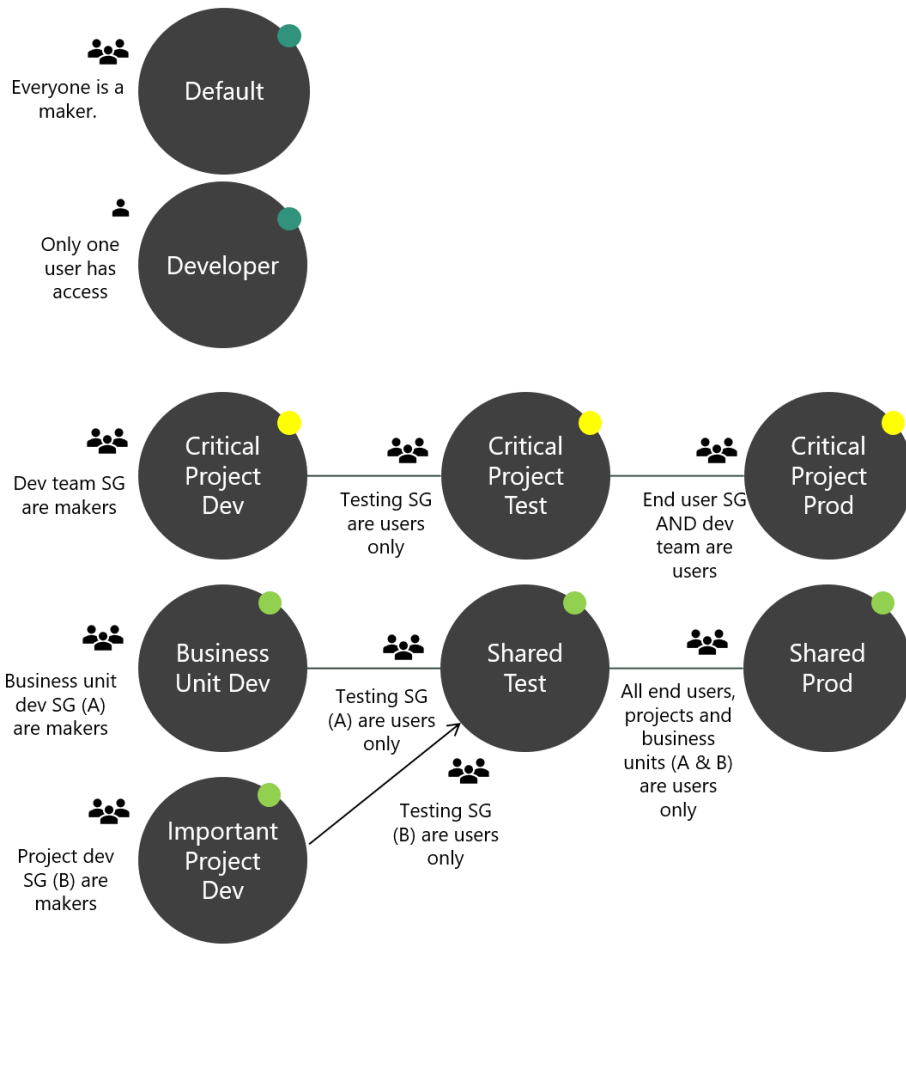 Everyone is a
maker.
Default
Only one
user has
access
Developer
Dev team SG
are makers
Critical
Project
Dev
Testing SG
are users
only
Critical
Project
Test
End user SG
AND dev
team are
users
Critical
Project
Prod
Business unit
dev SG (A)
are makers
Business
Unit Dev
Testing SG
(A) are users
only
Shared
Test
All end users,
projects and
business
units (A & B)
are users
only
Shared
Prod
Project dev
SG (B) are
makers
Important
Project
Dev
Testing SG
(B) are users
only